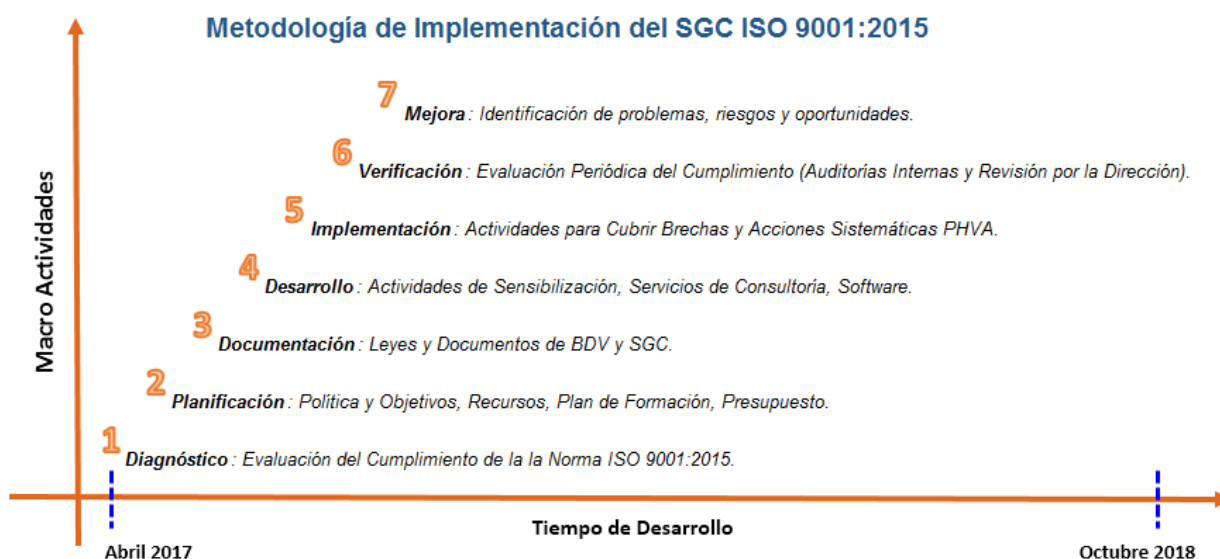 Metodología de Implementación del SGC ISO 9001:2015
7
Mejora : Identificación de problemas, riesgos y oportunidades.
6
Verificación : Evaluación Periódica del Cumplimiento (Auditorías Internas y Revisión por la Dirección).
5
Implementación : Actividades para Cubrir Brechas y Acciones Sistemáticas PHVA.
4
Desarrollo : Actividades de Sensibilización, Servicios de Consultoría, Software.
3
Documentación : Leyes y Documentos de BDV y SGC.
2
Planificación : Política y Objetivos, Recursos, Plan de Formación, Presupuesto.
1
Diagnóstico : Evaluación del Cumplimiento de la la Norma ISO 9001:2015.
Macro Actividades
Tiempo de Desarrollo
Abril 2017
Octubre 2018